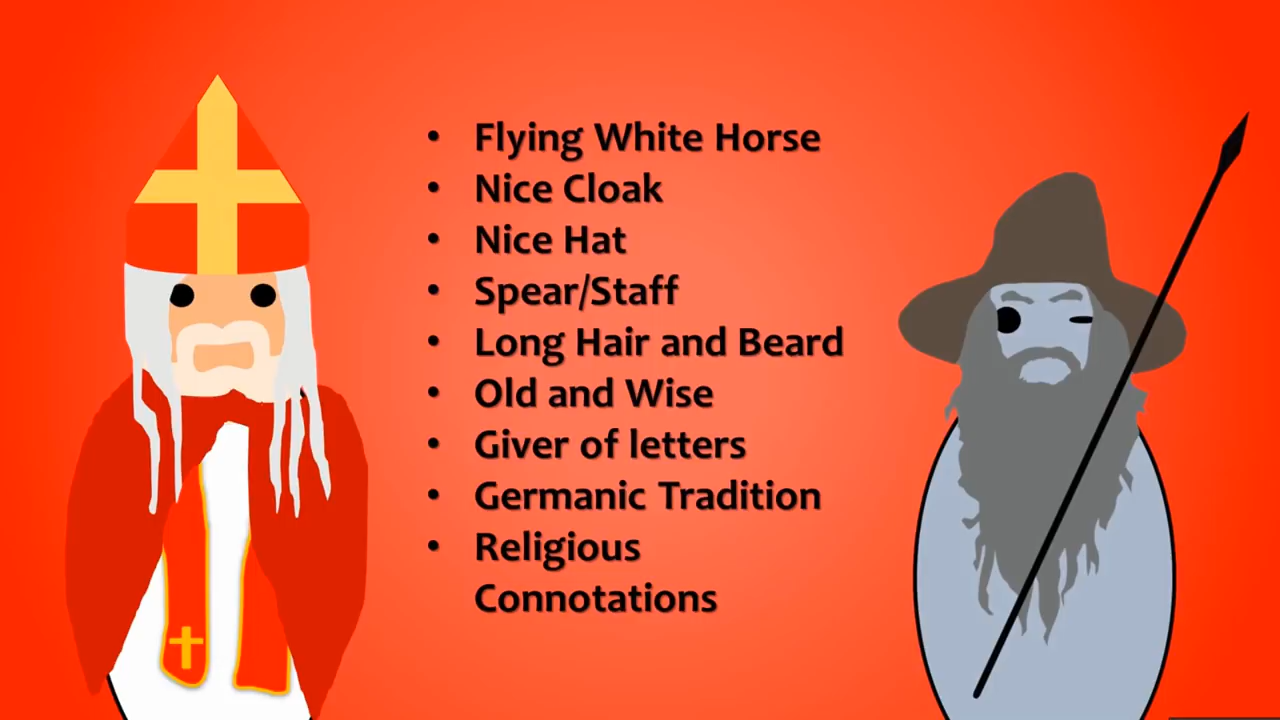 • Flying White Horse
• Nice Cloak
• Nice Hat
• Spear/Staff
• Long Hair and Beard
• Old and Wise
• Giver of letters
• Germanic Tradition
• Religious
Connotations